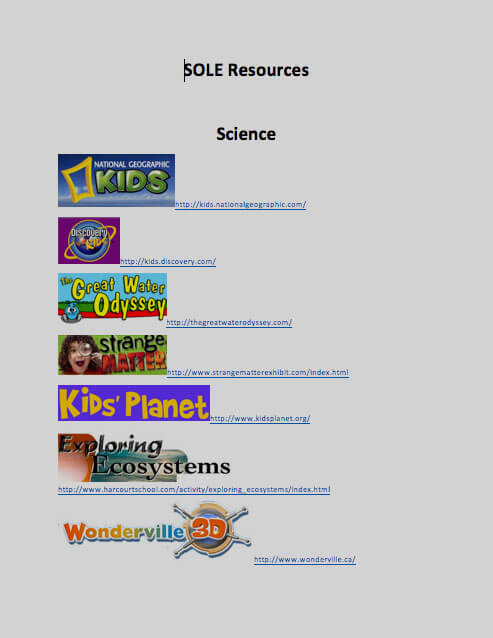 SOLE Resources
Science
NATIONAL GEOGRAPHIC
KIDS
http://kids.nationalgeographic.com/
Discovery
Kids
http://kids.discovery.com/
The Great Water
Odyssey
http://thegreatwaterodyssey.com/
strange
MATTER
http://www.strangematterexhibit.com/index.html
KiDS' PLANET
http://www.kidsplanet.org/
Exploring
Ecosystems
http://www.harcourtschool.com/activity/exploring_ecosystems/index.html
Wonderville 3D
http://www.wonderville.ca/